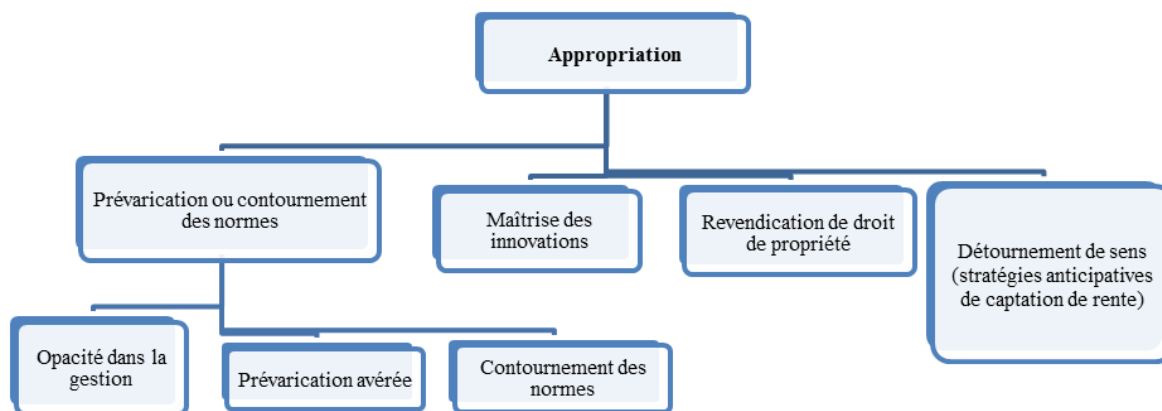 Appropriation
Prévarication ou contournement
des normes
Maîtrise des
innovations
Revendication de droit
de propriété
Détournement de sens
(stratégies anticipatives
de captation de rente)
Opacité dans la
gestion
Prévarication avérée
Contournement des
normes